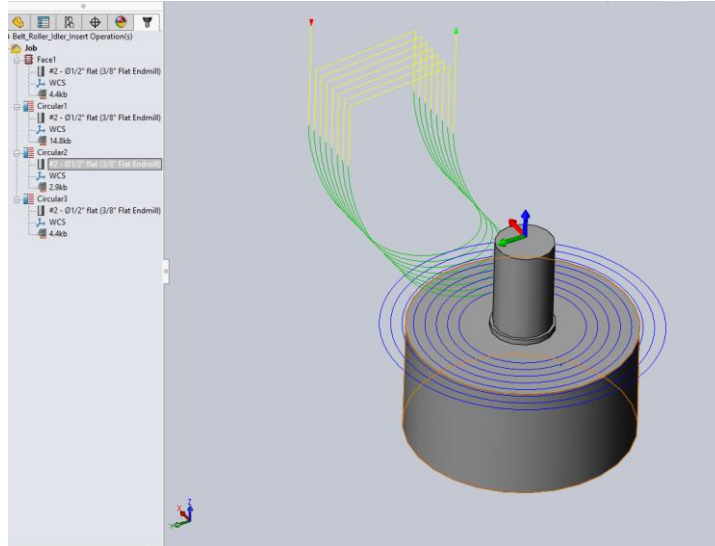 Belt_Roller_Idler_Insert Operation(s)
Job
Face1
#2 - Ø1/2" flat (3/8" Flat Endmill)
WCS
4.4kb
Circular1
#2 - Ø1/2" flat (3/8" Flat Endmill)
WCS
14.8kb
Circular2
#2 - Ø1/2" flat (3/8" Flat Endmill)
WCS
2.9kb
Circular3
#2 - Ø1/2" flat (3/8" Flat Endmill)
WCS
4.4kb
Z
X
Y